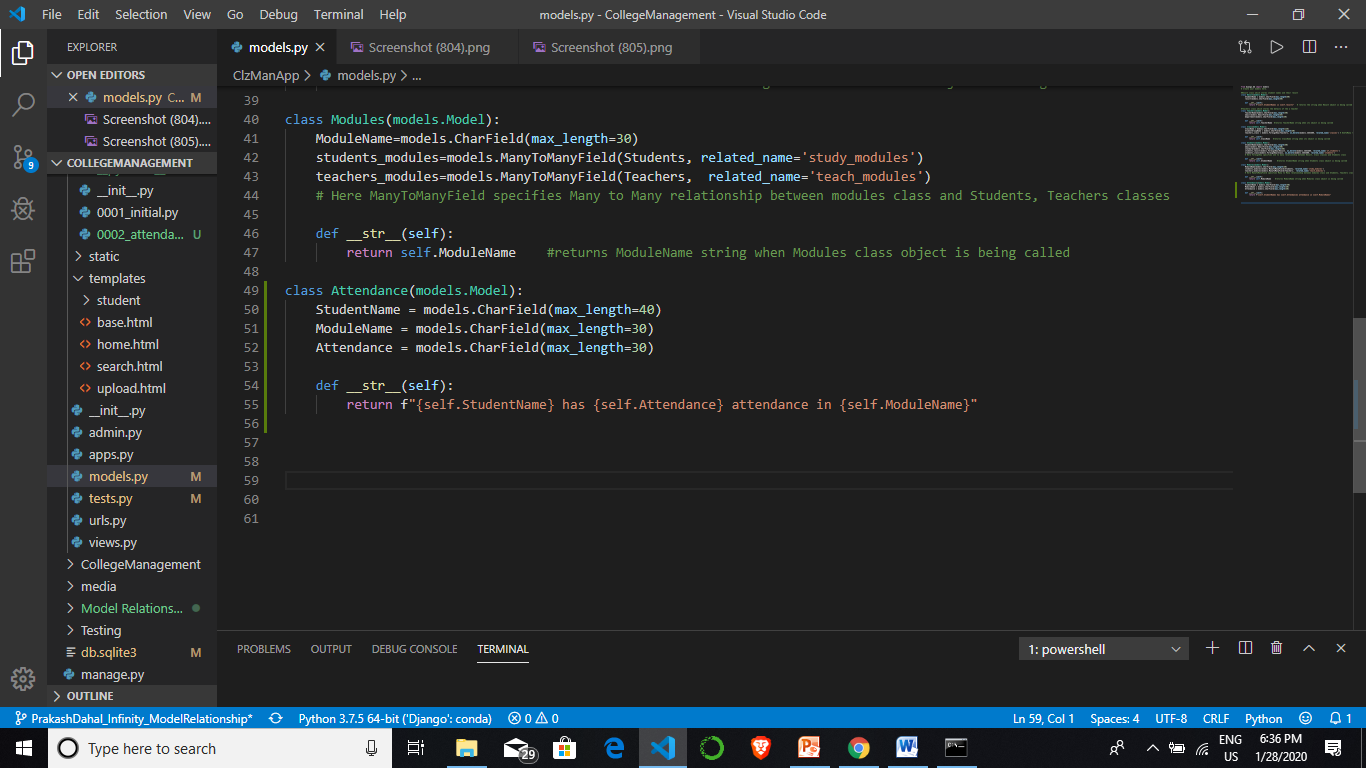 File Edit Selection View Go Debug Terminal Help
models.py - CollegeManagement - Visual Studio Code
EXPLORER
models.py
Screenshot (804).png
Screenshot (805).png
OPEN EDITORS
models.py C... M
Screenshot (804)....
Screenshot (805)....
COLLEGEMANAGEMENT
__init__.py
0001_initial.py
0002_attenda... U
static
templates
student
base.html
home.html
search.html
upload.html
__init__.py
admin.py
apps.py
models.py M
tests.py M
urls.py
views.py
CollegeManagement
media
Model Relations...
Testing
db.sqlite3 M
manage.py
OUTLINE
9
ClzManApp > models.py > ...
39
40 class Modules(models.Model):
41 ModuleName=models.CharField(max_length=30)
42 students_modules=models.ManyToManyField(Students, related_name='study_modules')
43 teachers_modules=models.ManyToManyField(Teachers,  related_name='teach_modules')
44 # Here ManyToManyField specifies Many to Many relationship between modules class and Students, Teachers classes
45
46 def __str__(self):
47 return self.ModuleName    #returns ModuleName string when Modules class object is being called
48
49 class Attendance(models.Model):
50 StudentName = models.CharField(max_length=40)
51 ModuleName = models.CharField(max_length=30)
52 Attendance = models.CharField(max_length=30)
53
54 def __str__(self):
55 return f"{self.StudentName} has {self.Attendance} attendance in {self.ModuleName}"
56
57
58
59
60
61
PROBLEMS OUTPUT DEBUG CONSOLE TERMINAL
1: powershell
PrakashDahal_Infinity_ModelRelationship* Python 3.7.5 64-bit ('Django': conda) 0 0
Ln 59, Col 1 Spaces: 4 UTF-8 CRLF Python 1
Type here to search
29
ENG
US
6:36 PM
1/28/2020